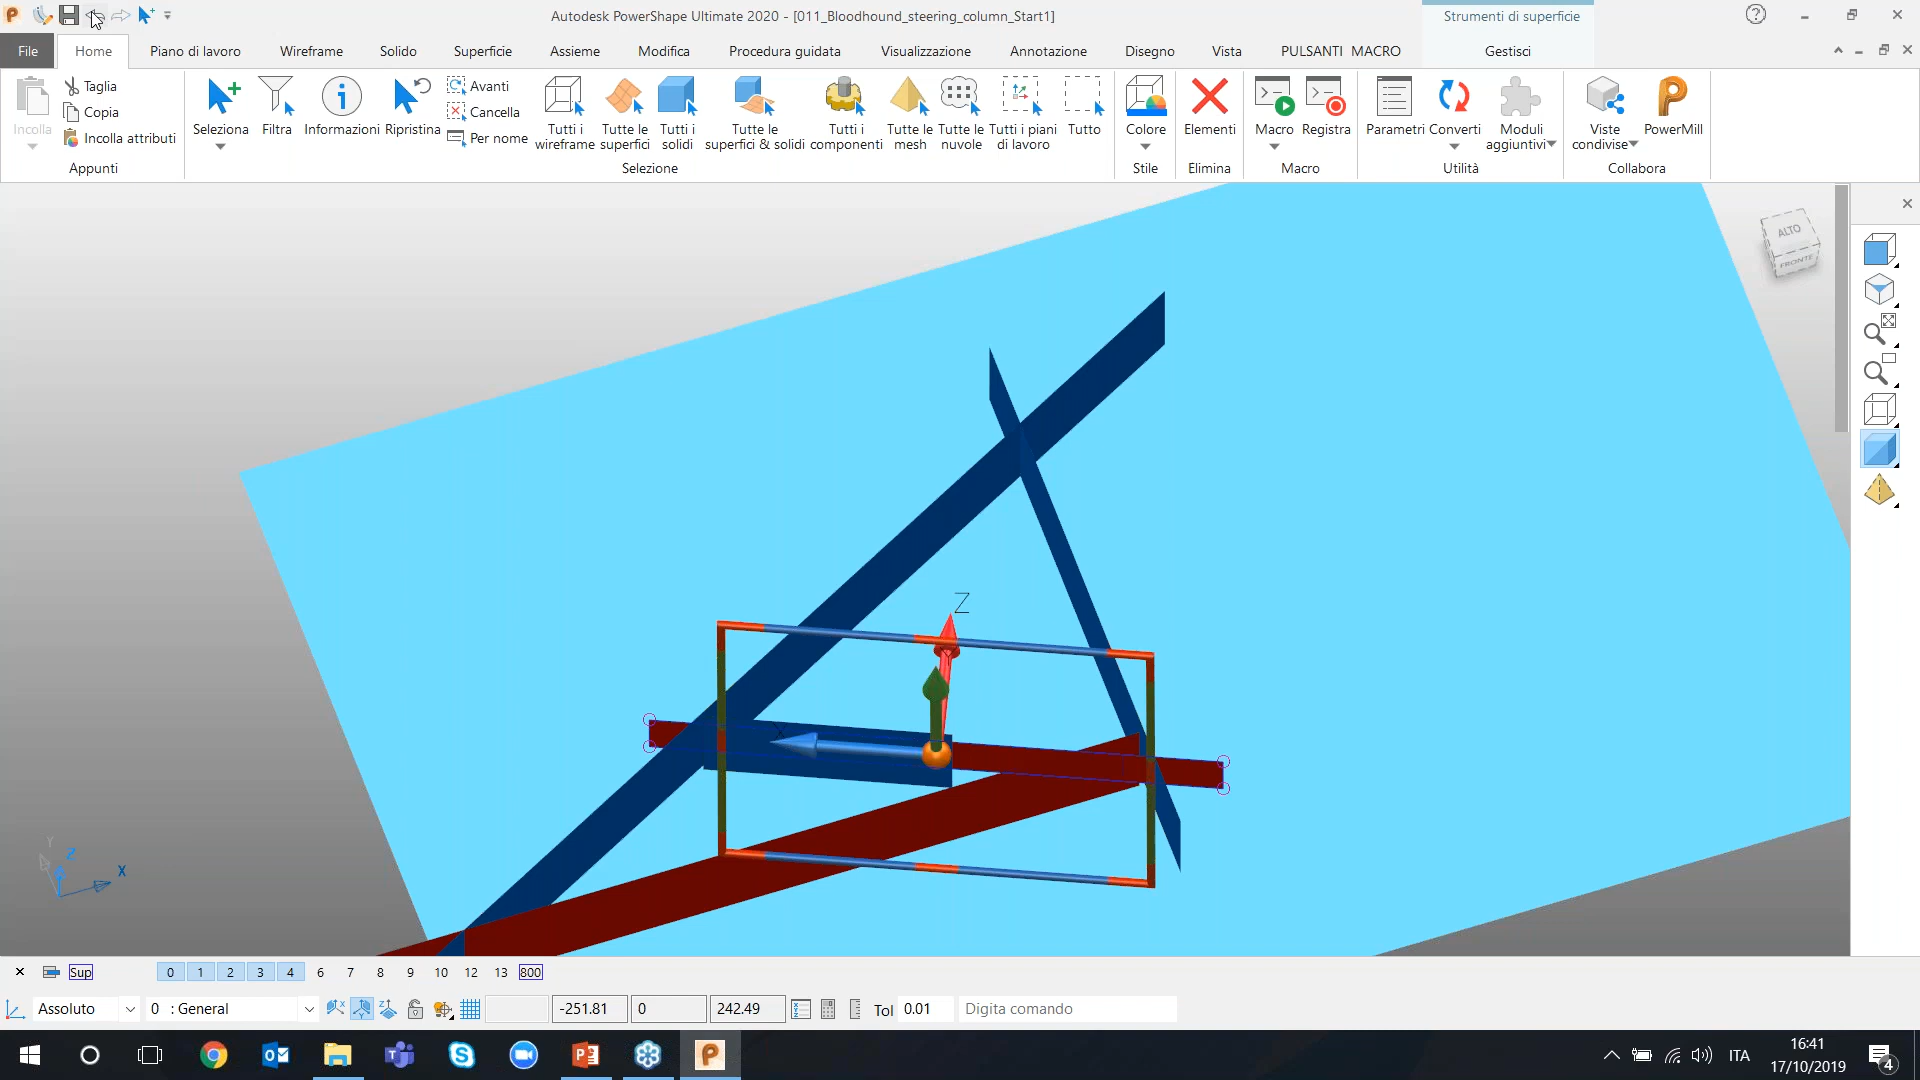 Autodesk PowerShape Ultimate 2020 - [011_Bloodhound_steering_column_Start1]
Strumenti di superficie
File Home Piano di lavoro Wireframe Solido Superficie Assieme Modifica Procedura guidata Visualizzazione Annotazione Disegno Vista PULSANTI MACRO Gestisci
Incolla
Taglia
Copia
Incolla attributi
Appunti
Seleziona
Filtra
Informazioni
Ripristina
Avanti
Cancella
Per nome
Tutti i wireframe
Tutte le superfici
Tutti i solidi
Tutte le superfici & solidi
Tutti i componenti
Tutte le mesh
Tutte le nuvole
Tutti i piani di lavoro
Tutto
Selezione
Colore
Stile
Elementi
Elimina
Macro
Registra
Macro
Parametri
Converti
Moduli aggiuntivi
Utilità
Viste condivise
PowerMill
Collabora
ALTO
FRONTE
Z
X
Y
Z
X
Sup 0 1 2 3 4 6 7 8 9 10 12 13 800
Assoluto 0 : General -251.81 0 242.49 Tol 0.01 Digita comando
ITA
16:41
17/10/2019
4